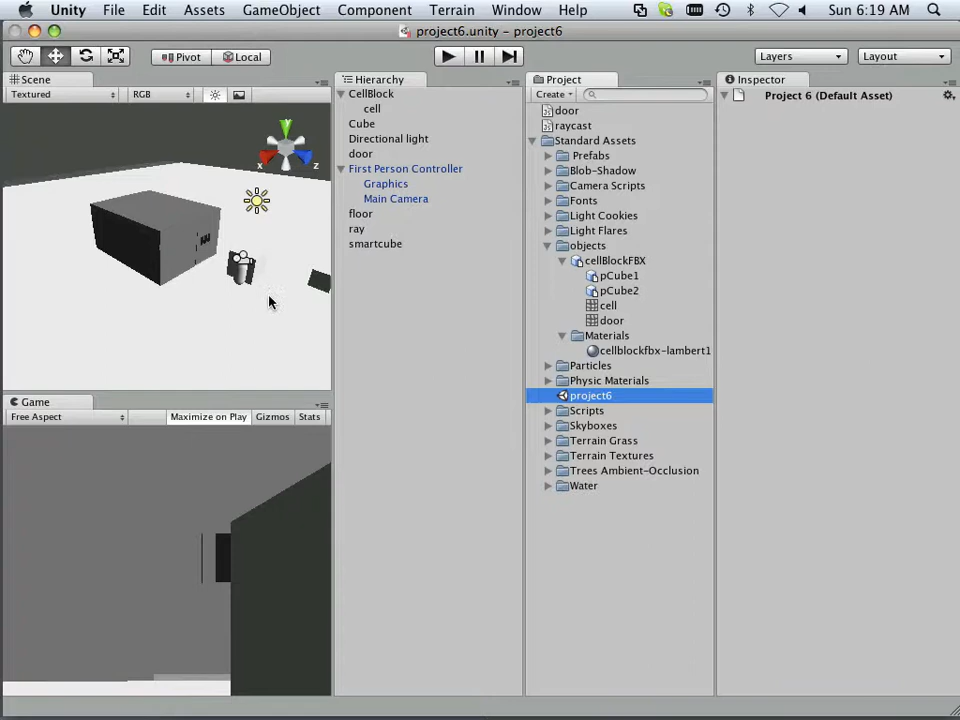 Unity File Edit Assets GameObject Component Terrain Window Help Sun 6:19 AM
project6.unity – project6
Pivot Local Layers Layout
Scene
Textured RGB
x z
Game
Free Aspect Maximize on Play Gizmos Stats
Hierarchy
CellBlock
cell
Cube
Directional light
door
First Person Controller
Graphics
Main Camera
floor
ray
smartcube
Project
Create
door
raycast
Standard Assets
Prefabs
Blob-Shadow
Camera Scripts
Fonts
Light Cookies
Light Flares
objects
cellBlockFBX
pCube1
pCube2
cell
door
Materials
cellblockfbx-lambert1
Particles
Physic Materials
project6
Scripts
Skyboxes
Terrain Grass
Terrain Textures
Trees Ambient-Occlusion
Water
Inspector
Project 6 (Default Asset)